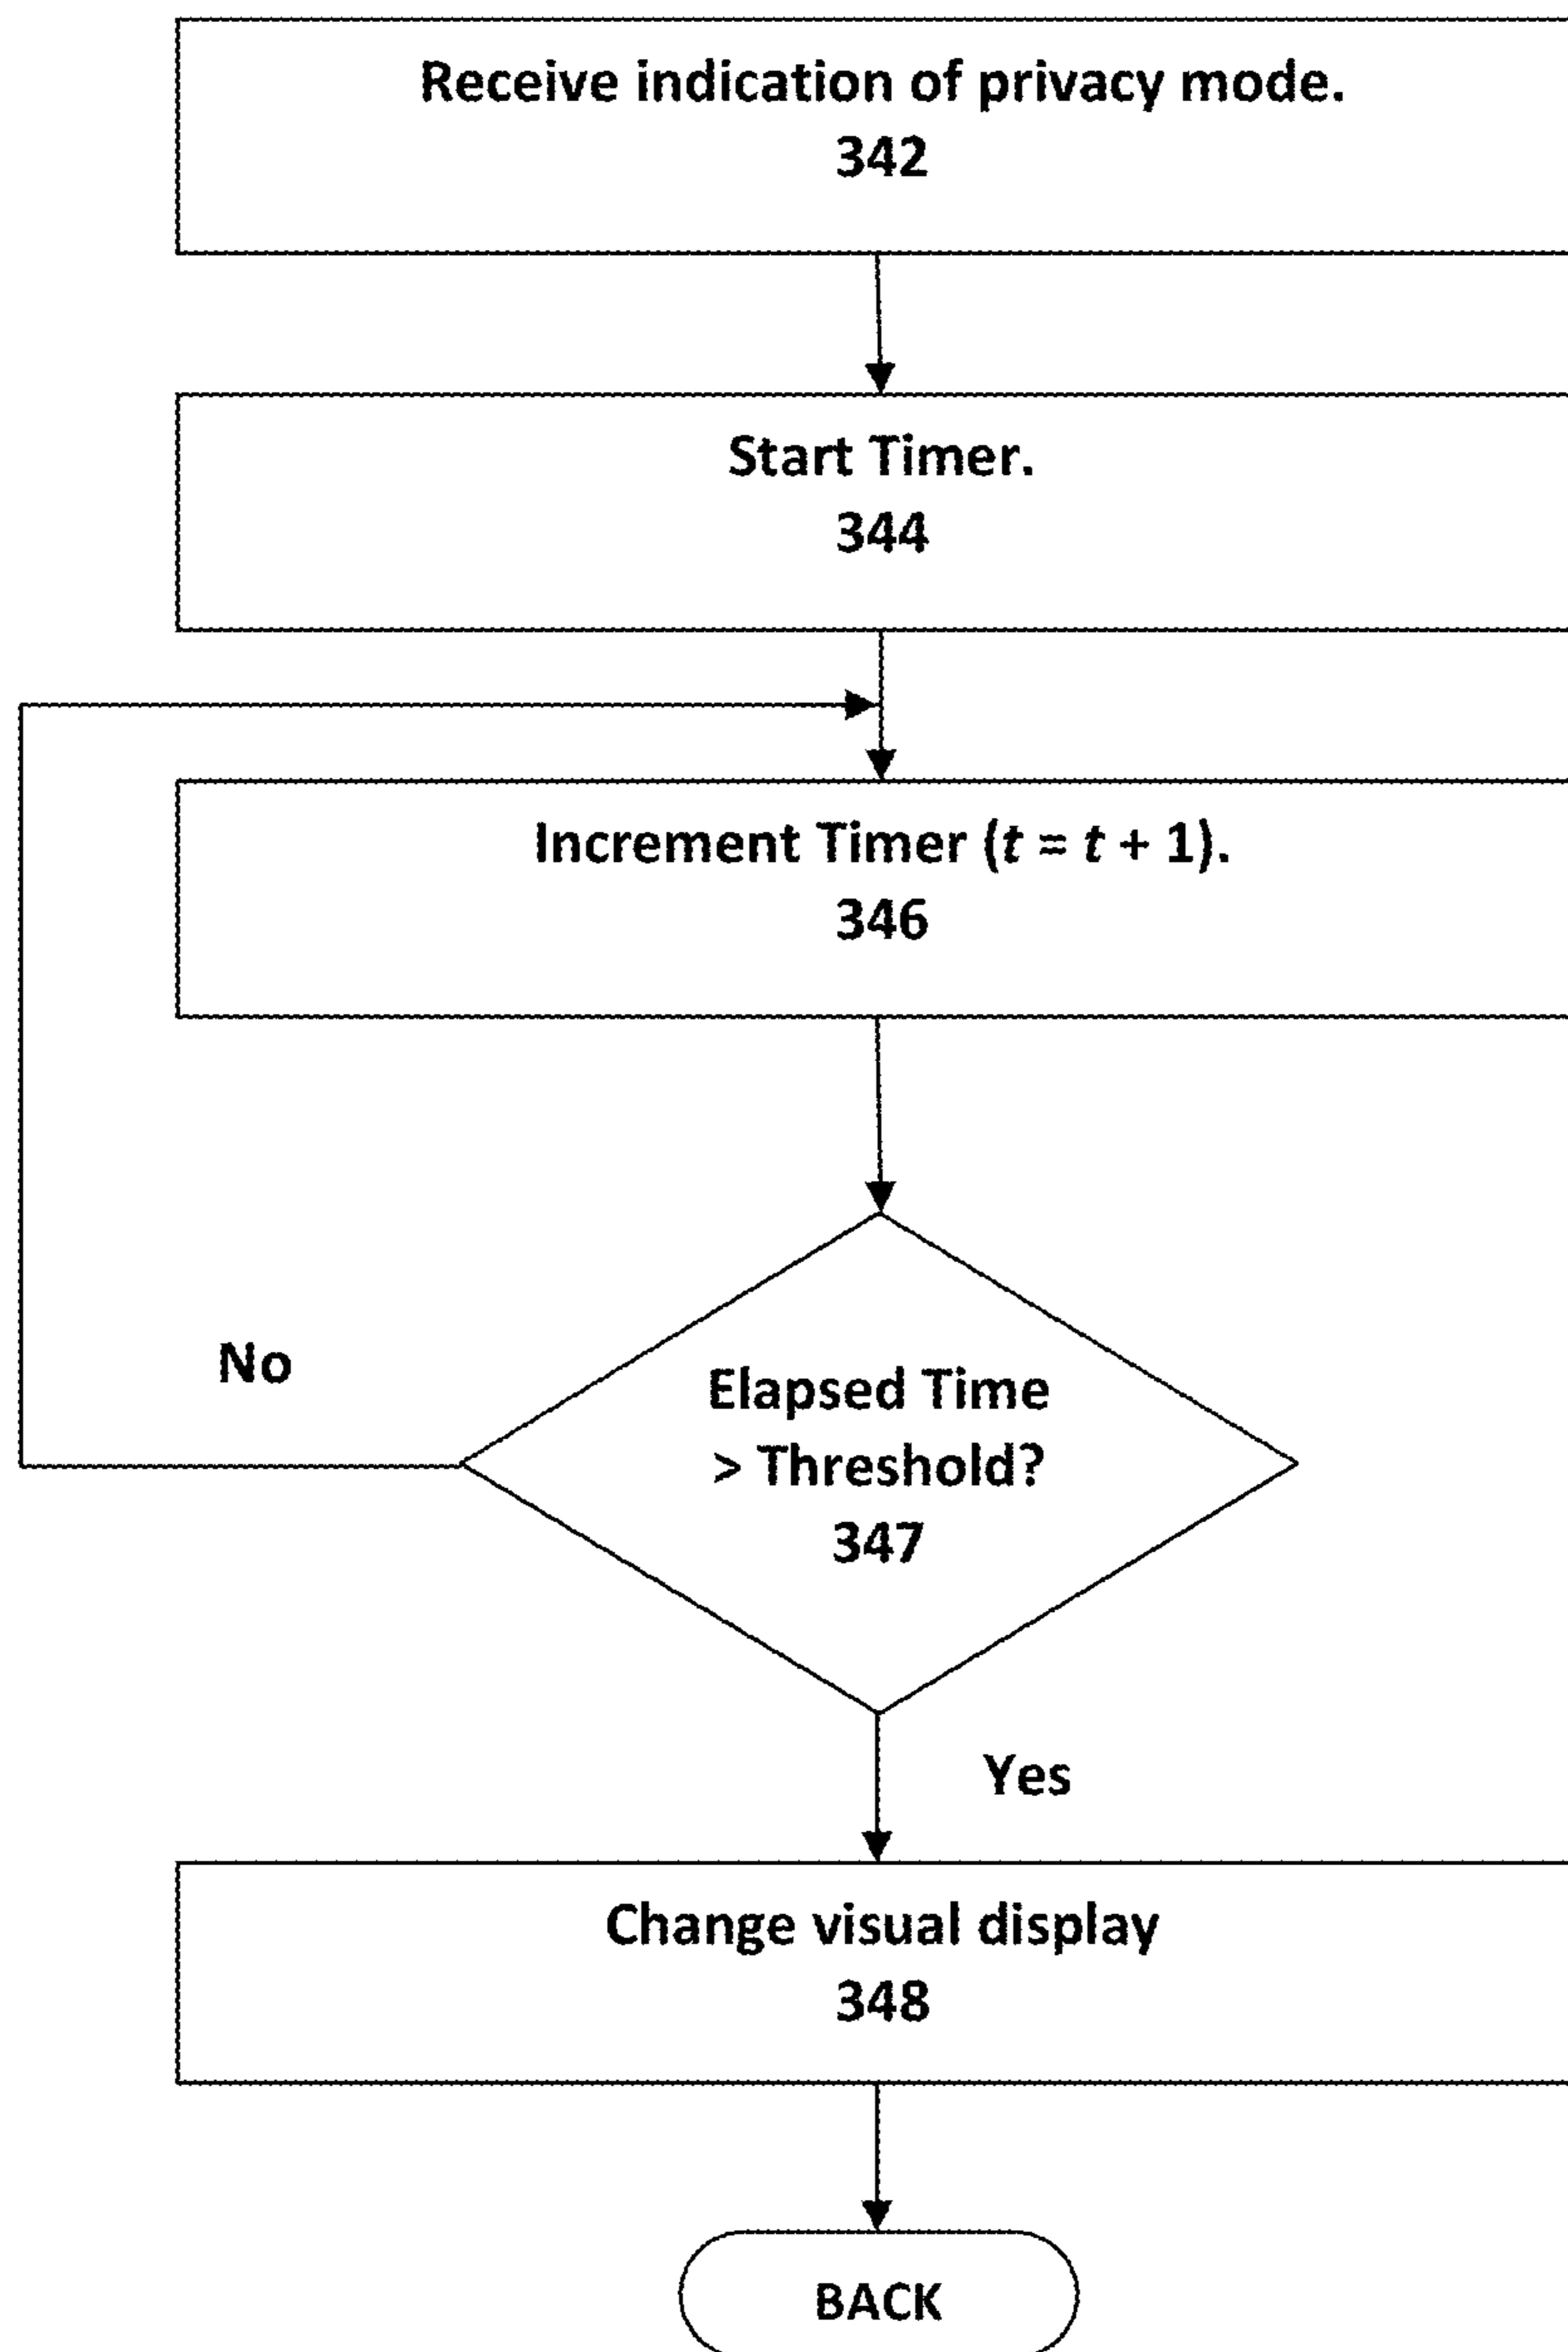 Receive indication of privacy mode.
342
Start Timer.
344
Increment Timer (t = t + 1).
346
No
Elapsed Time
> Threshold?
347
Yes
Change visual display
348
BACK